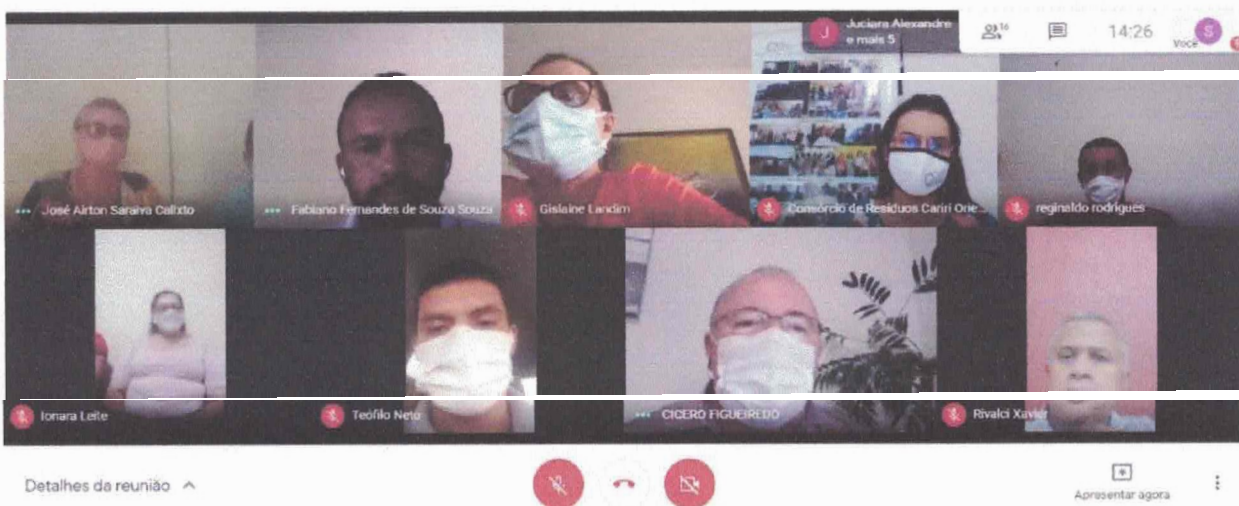 J
Juciara Alexandre
e mais 5
16
14:26
Você
S
José Airton Saraiva Calixto
Fabiano Fernandes de Souza Souza
Gislaine Landim
Consórcio de Resíduos Cariri Orie...
reginaldo rodrigues
Ionara Leite
Teófilo Neto
CICERO FIGUEIREDO
Rivalci Xavier
Detalhes da reunião
Apresentar agora